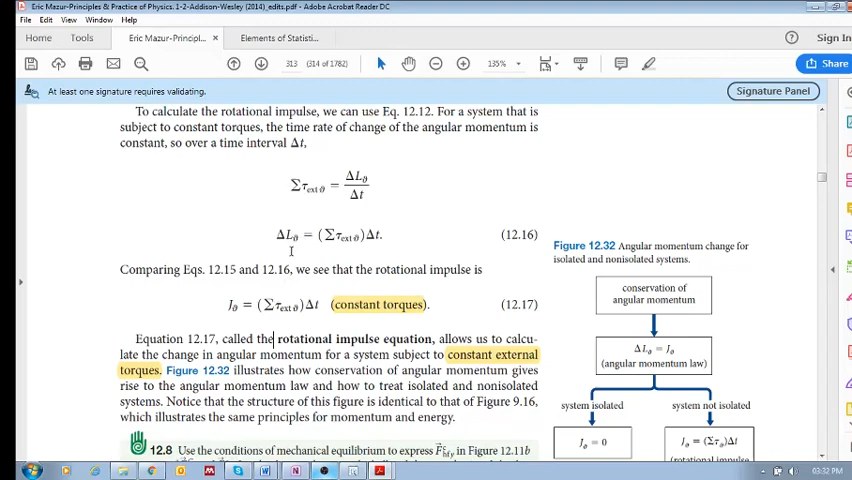 Eric Mazur-Principles & Practice of Physics. 1-2-Addison-Wesley (2014)_edits.pdf - Adobe Acrobat Reader DC
File Edit View Window Help
Home Tools Eric Mazur-Principl... × Elements of Statisti... Sign In
313 (314 of 1782) 135% Share
At least one signature requires validating. Signature Panel
To calculate the rotational impulse, we can use Eq. 12.12. For a system that is
subject to constant torques, the time rate of change of the angular momentum is
constant, so over a time interval Δt,
Στext ϑ = ΔLϑ / Δt
ΔLϑ = (Στext ϑ)Δt. (12.16)
Comparing Eqs. 12.15 and 12.16, we see that the rotational impulse is
Jϑ = (Στext ϑ)Δt (constant torques). (12.17)
Equation 12.17, called the rotational impulse equation, allows us to calcu-
late the change in angular momentum for a system subject to constant external
torques. Figure 12.32 illustrates how conservation of angular momentum gives
rise to the angular momentum law and how to treat isolated and nonisolated
systems. Notice that the structure of this figure is identical to that of Figure 9.16,
which illustrates the same principles for momentum and energy.
12.8 Use the conditions of mechanical equilibrium to express in Figure 12.11b
Figure 12.32 Angular momentum change for
isolated and nonisolated systems.
conservation of
angular momentum
ΔLϑ = Jϑ
(angular momentum law)
system isolated system not isolated
Jϑ = 0 Jϑ = (Στϑ)Δt
(rotational impulse
03:32 PM